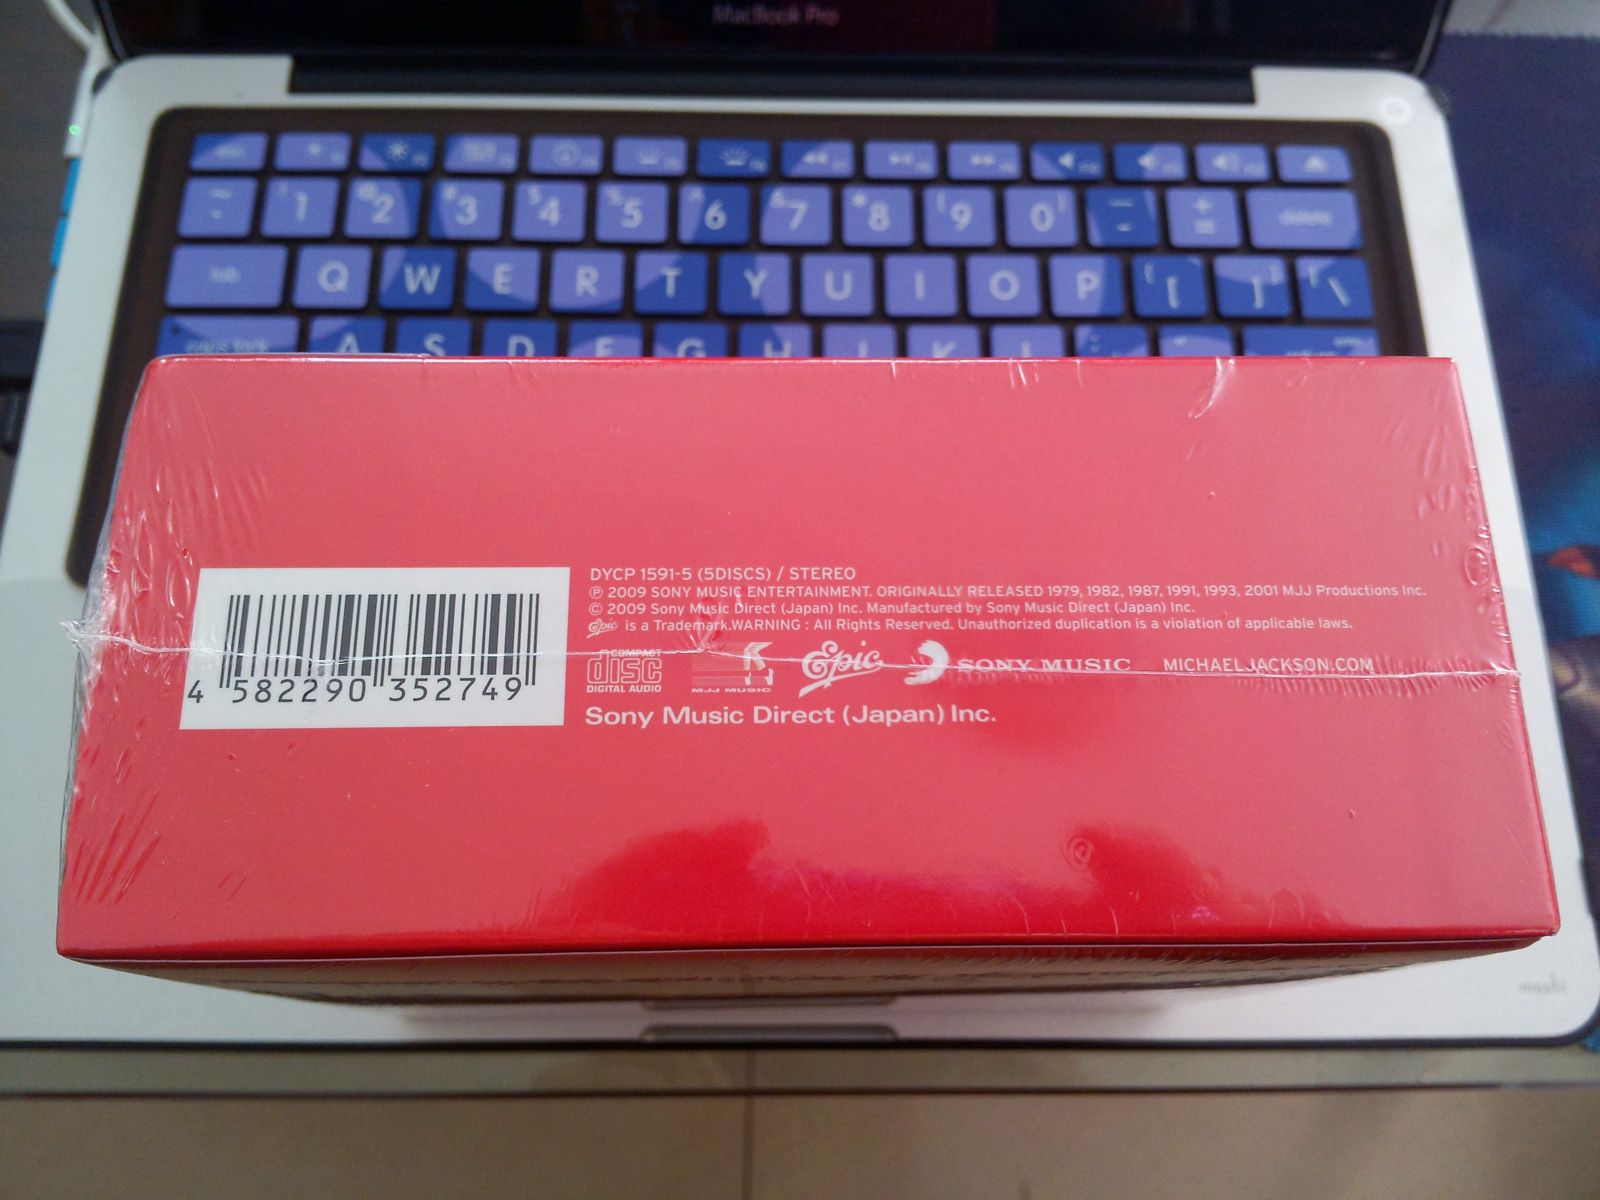 MacBook Pro
~ ` ! 1 @ 2 # 3 $ 4 % 5 ^ 6 & 7 * 8 ( 9 0 ) — - + = delete
tab Q W E R T Y U I O P { [ } ] \
caps lock A S D F G H J K L
DYCP 1591-5 (5DISCS) / STEREO
℗ 2009 SONY MUSIC ENTERTAINMENT. ORIGINALLY RELEASED 1979, 1982, 1987, 1991, 1993, 2001 MJJ Productions Inc.
© 2009 Sony Music Direct (Japan) Inc. Manufactured by Sony Music Direct (Japan) Inc.
Epic is a Trademark.WARNING : All Rights Reserved. Unauthorized duplication is a violation of applicable laws.
4 582290 352749
COMPACT disc DIGITAL AUDIO
MJJ MUSIC
Epic
SONY MUSIC
MICHAELJACKSON.COM
Sony Music Direct (Japan) Inc.
moshi